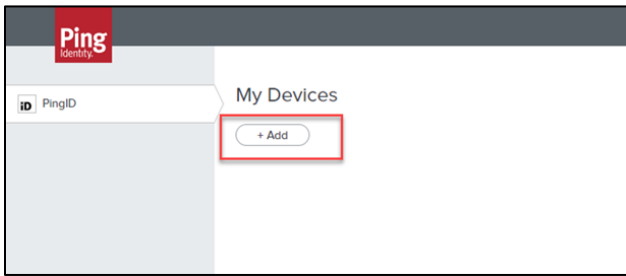 Ping
Identity.
iD PingID
My Devices
+ Add